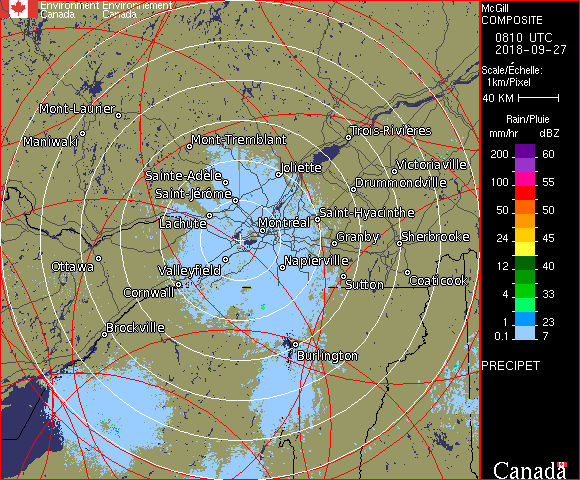 Environment Environnement
Canada Canada
McGill
COMPOSITE
0810 UTC
2018-09-27
Scale/Échelle:
1km/Pixel
40 KM
Rain/Pluie
mm/hr dBZ
200 60
100 55
50 50
24 45
12 40
4 33
1 23
0.1 7
PRECIPET
Canada
Mont-Laurier
Maniwaki
Mont-Tremblant
Trois-Rivières
Joliette
Victoriaville
Sainte-Adèle
Drummondville
Saint-Jérôme
Saint-Hyacinthe
Lachute
Montréal
Granby
Sherbrooke
Ottawa
Valleyfield
Napierville
Sutton
Coaticook
Cornwall
Brockville
Burlington